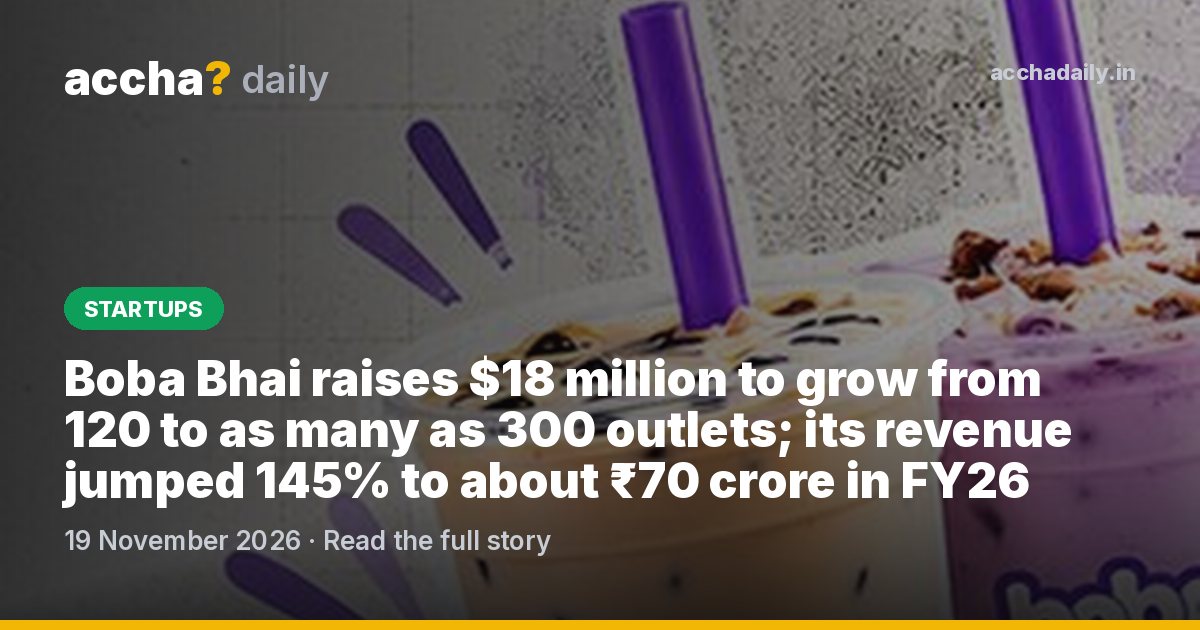 accha? daily
acchadaily.in
STARTUPS
Boba Bhai raises $18 million to grow from
120 to as many as 300 outlets; its revenue
jumped 145% to about ₹70 crore in FY26
19 November 2026 · Read the full story